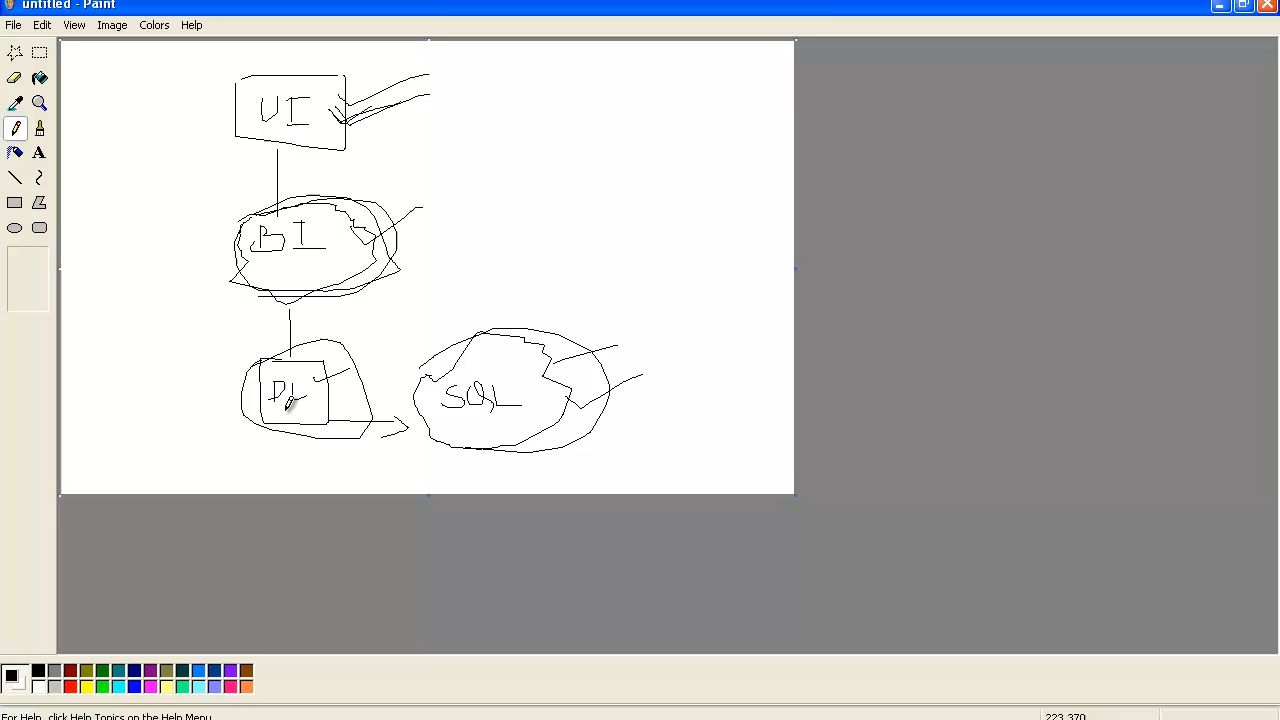 untitled - Paint
File Edit View Image Colors Help
UI
BI
DL
SQL
For Help, click Help Topics on the Help Menu.
223,370